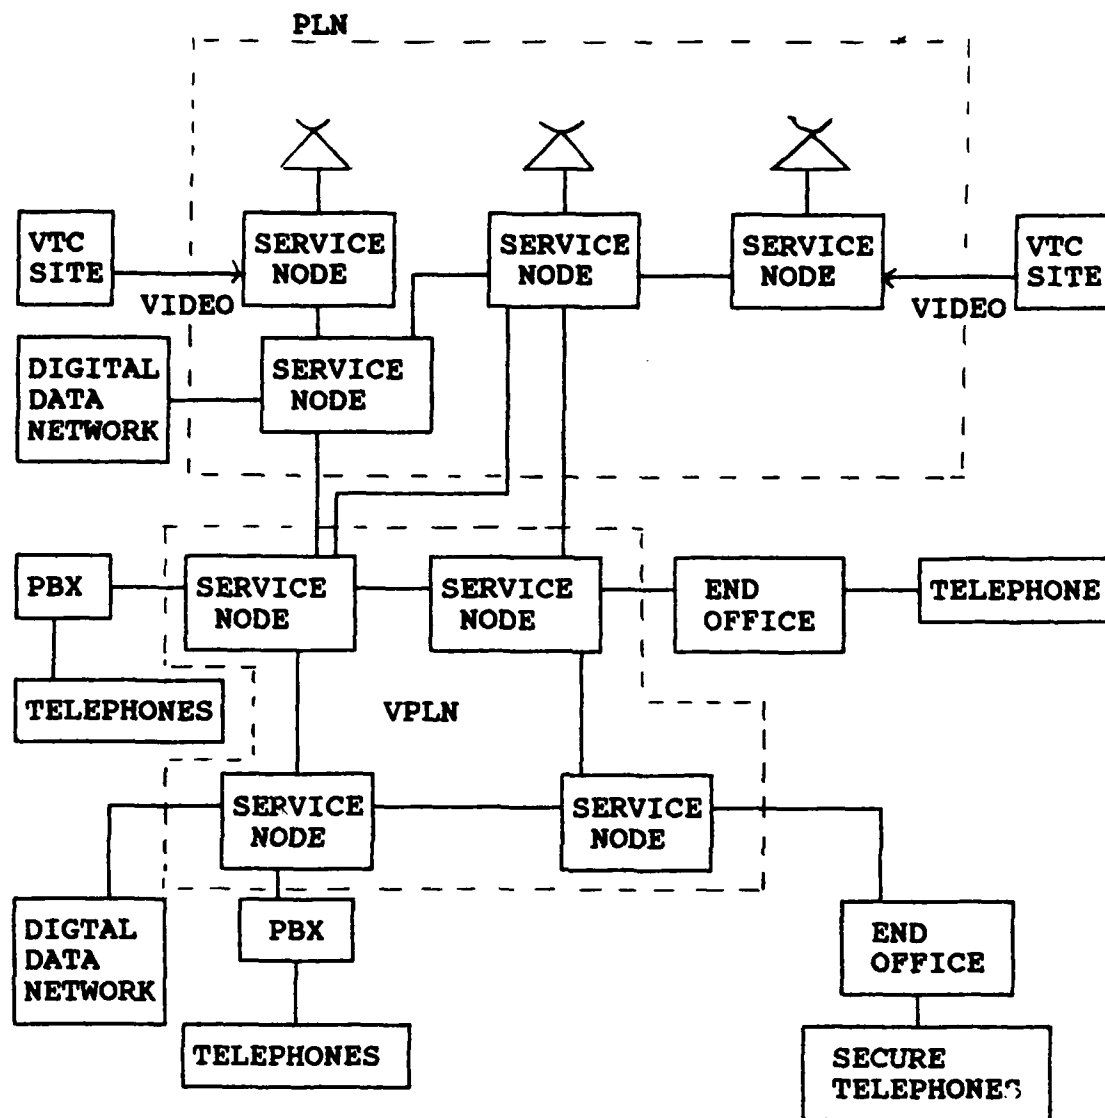 PLN
VTC
SITE
SERVICE
NODE
SERVICE
NODE
SERVICE
NODE
VTC
SITE
VIDEO
VIDEO
DIGITAL
DATA
NETWORK
SERVICE
NODE
PBX
SERVICE
NODE
SERVICE
NODE
END
OFFICE
TELEPHONE
TELEPHONES
VPLN
SERVICE
NODE
SERVICE
NODE
DIGTAL
DATA
NETWORK
PBX
END
OFFICE
TELEPHONES
SECURE
TELEPHONES